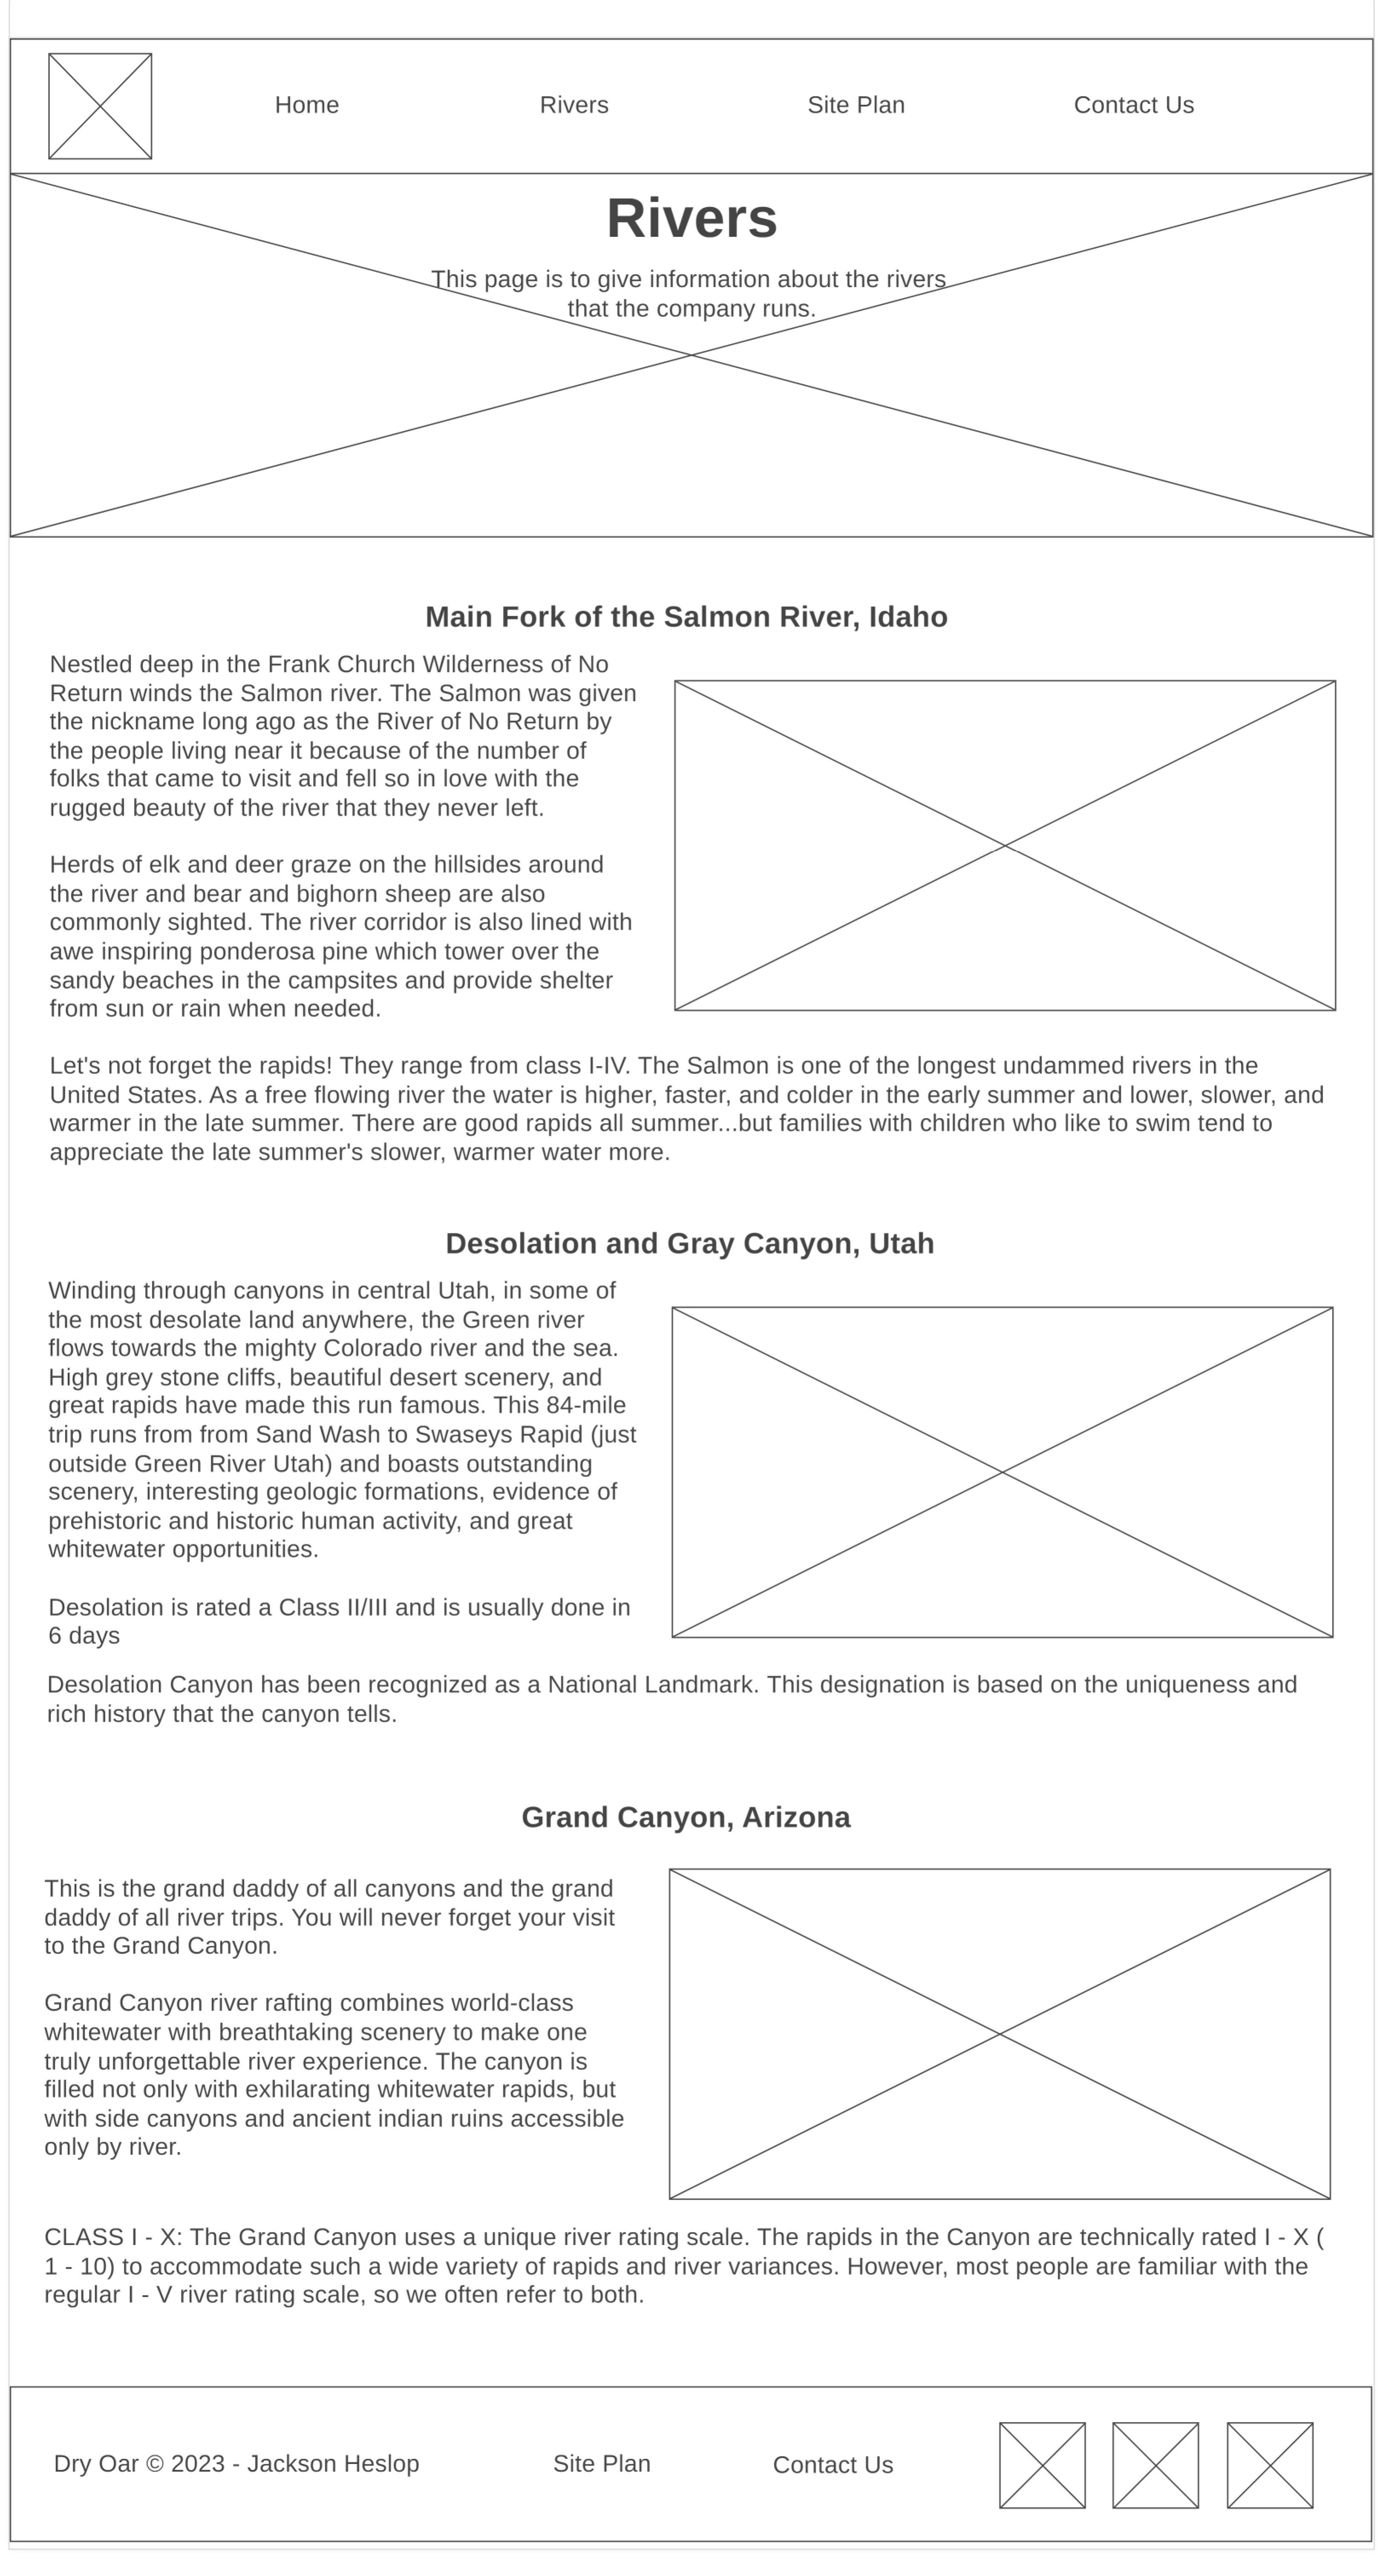 Home Rivers Site Plan Contact Us
Rivers
This page is to give information about the rivers
that the company runs.
Main Fork of the Salmon River, Idaho
Nestled deep in the Frank Church Wilderness of No
Return winds the Salmon river. The Salmon was given
the nickname long ago as the River of No Return by
the people living near it because of the number of
folks that came to visit and fell so in love with the
rugged beauty of the river that they never left.
Herds of elk and deer graze on the hillsides around
the river and bear and bighorn sheep are also
commonly sighted. The river corridor is also lined with
awe inspiring ponderosa pine which tower over the
sandy beaches in the campsites and provide shelter
from sun or rain when needed.
Let's not forget the rapids! They range from class I-IV. The Salmon is one of the longest undammed rivers in the
United States. As a free flowing river the water is higher, faster, and colder in the early summer and lower, slower, and
warmer in the late summer. There are good rapids all summer...but families with children who like to swim tend to
appreciate the late summer's slower, warmer water more.
Desolation and Gray Canyon, Utah
Winding through canyons in central Utah, in some of
the most desolate land anywhere, the Green river
flows towards the mighty Colorado river and the sea.
High grey stone cliffs, beautiful desert scenery, and
great rapids have made this run famous. This 84-mile
trip runs from from Sand Wash to Swaseys Rapid (just
outside Green River Utah) and boasts outstanding
scenery, interesting geologic formations, evidence of
prehistoric and historic human activity, and great
whitewater opportunities.
Desolation is rated a Class II/III and is usually done in
6 days
Desolation Canyon has been recognized as a National Landmark. This designation is based on the uniqueness and
rich history that the canyon tells.
Grand Canyon, Arizona
This is the grand daddy of all canyons and the grand
daddy of all river trips. You will never forget your visit
to the Grand Canyon.
Grand Canyon river rafting combines world-class
whitewater with breathtaking scenery to make one
truly unforgettable river experience. The canyon is
filled not only with exhilarating whitewater rapids, but
with side canyons and ancient indian ruins accessible
only by river.
CLASS I - X: The Grand Canyon uses a unique river rating scale. The rapids in the Canyon are technically rated I - X (
1 - 10) to accommodate such a wide variety of rapids and river variances. However, most people are familiar with the
regular I - V river rating scale, so we often refer to both.
Dry Oar © 2023 - Jackson Heslop Site Plan Contact Us